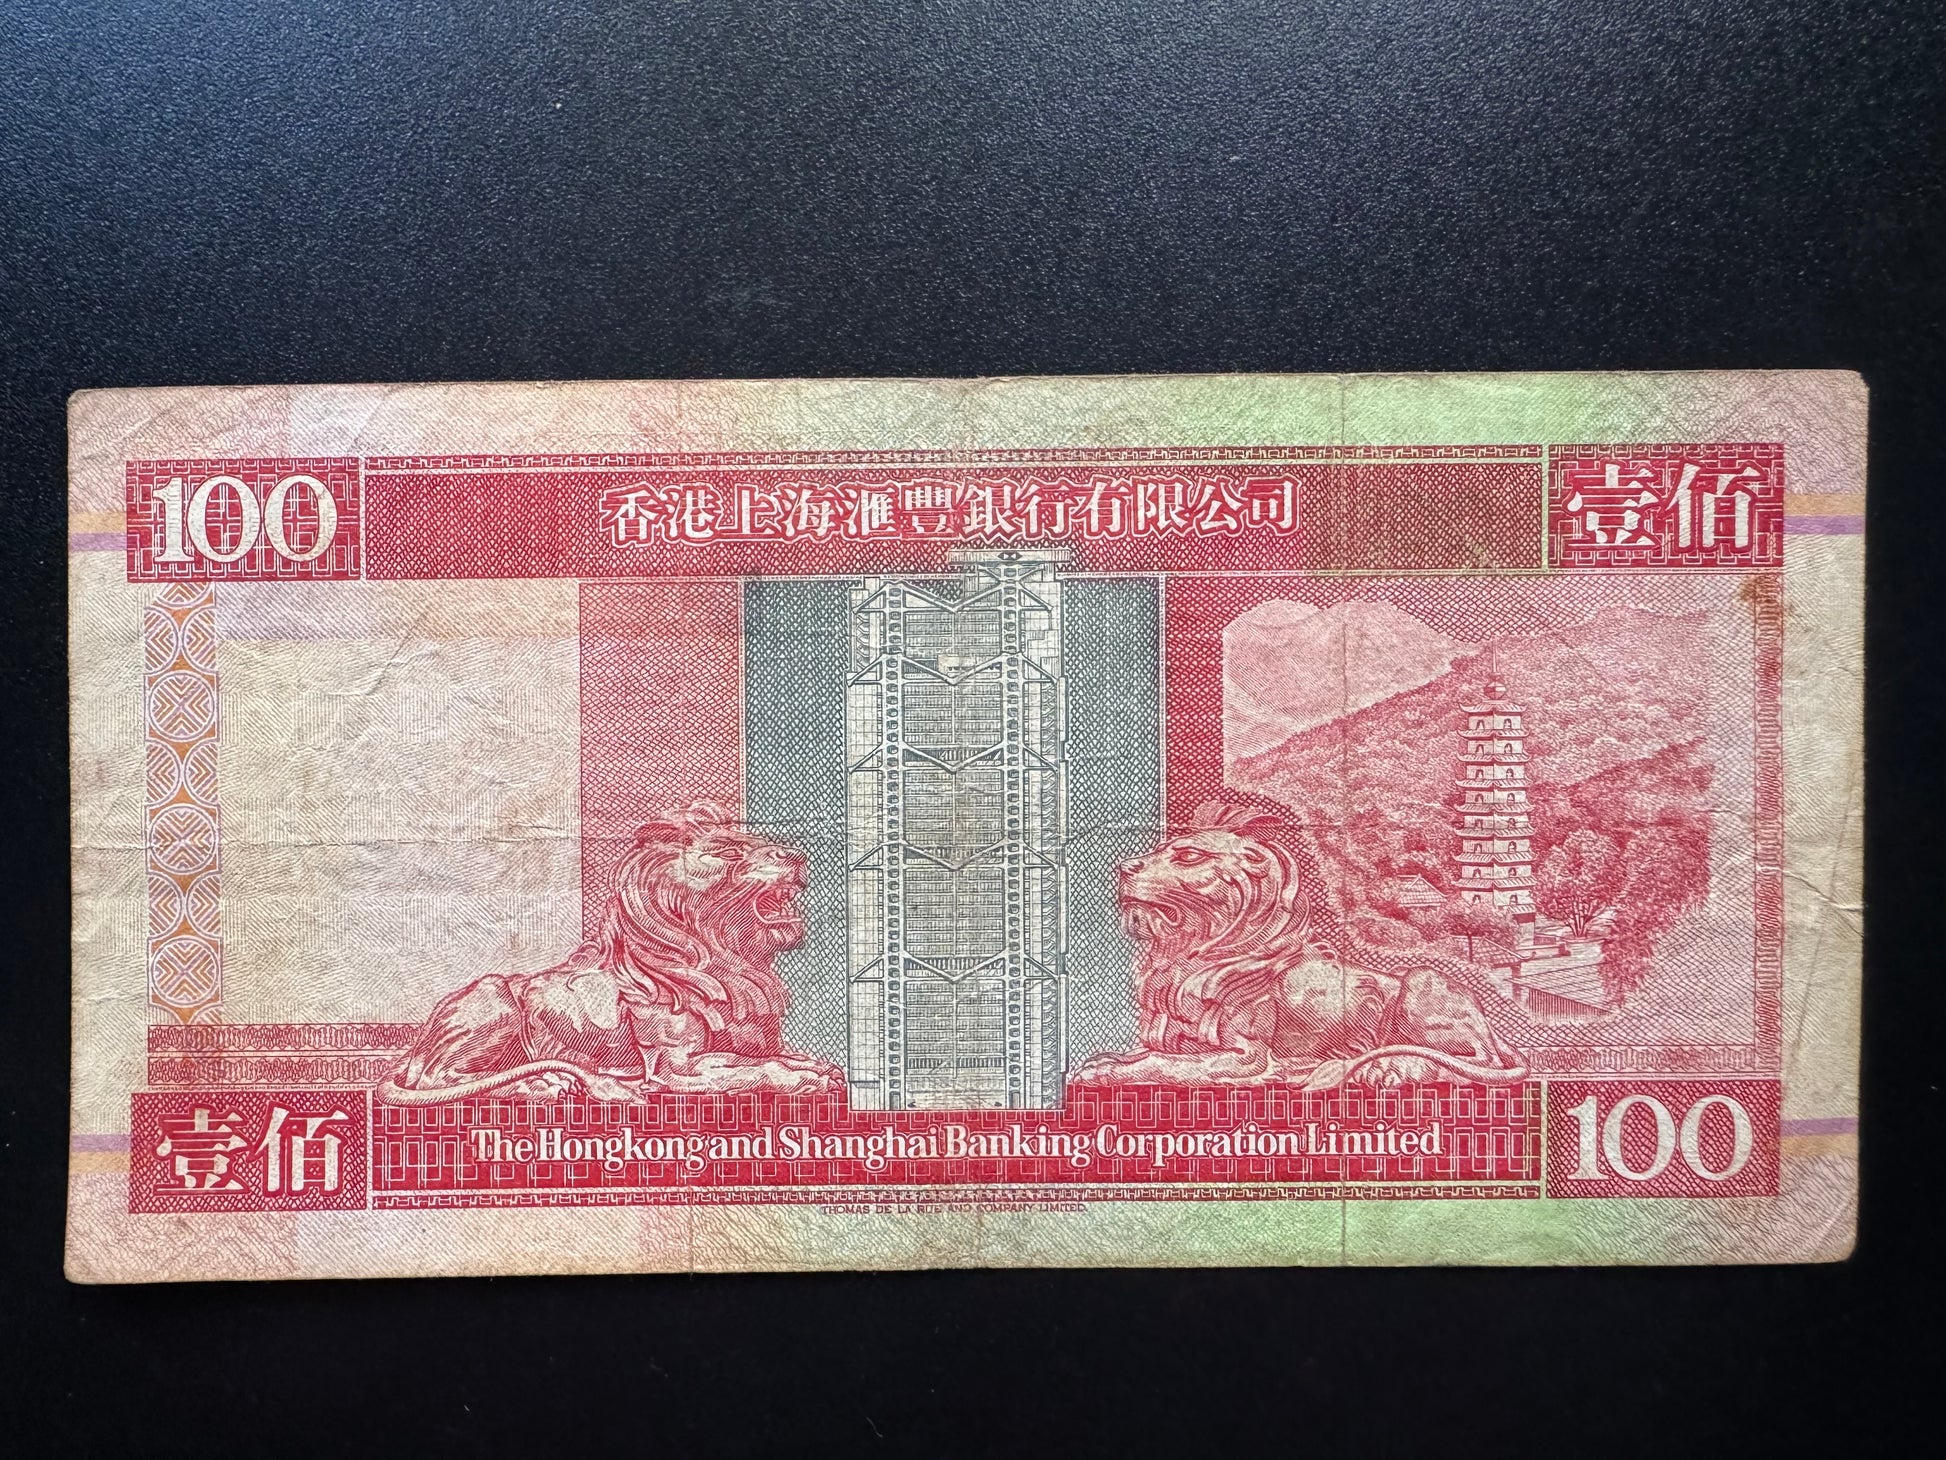 100
香港上海滙豐銀行有限公司
壹佰
壹佰
The Hongkong and Shanghai Banking Corporation Limited
100
THOMAS DE LA RUE AND COMPANY LIMITED.